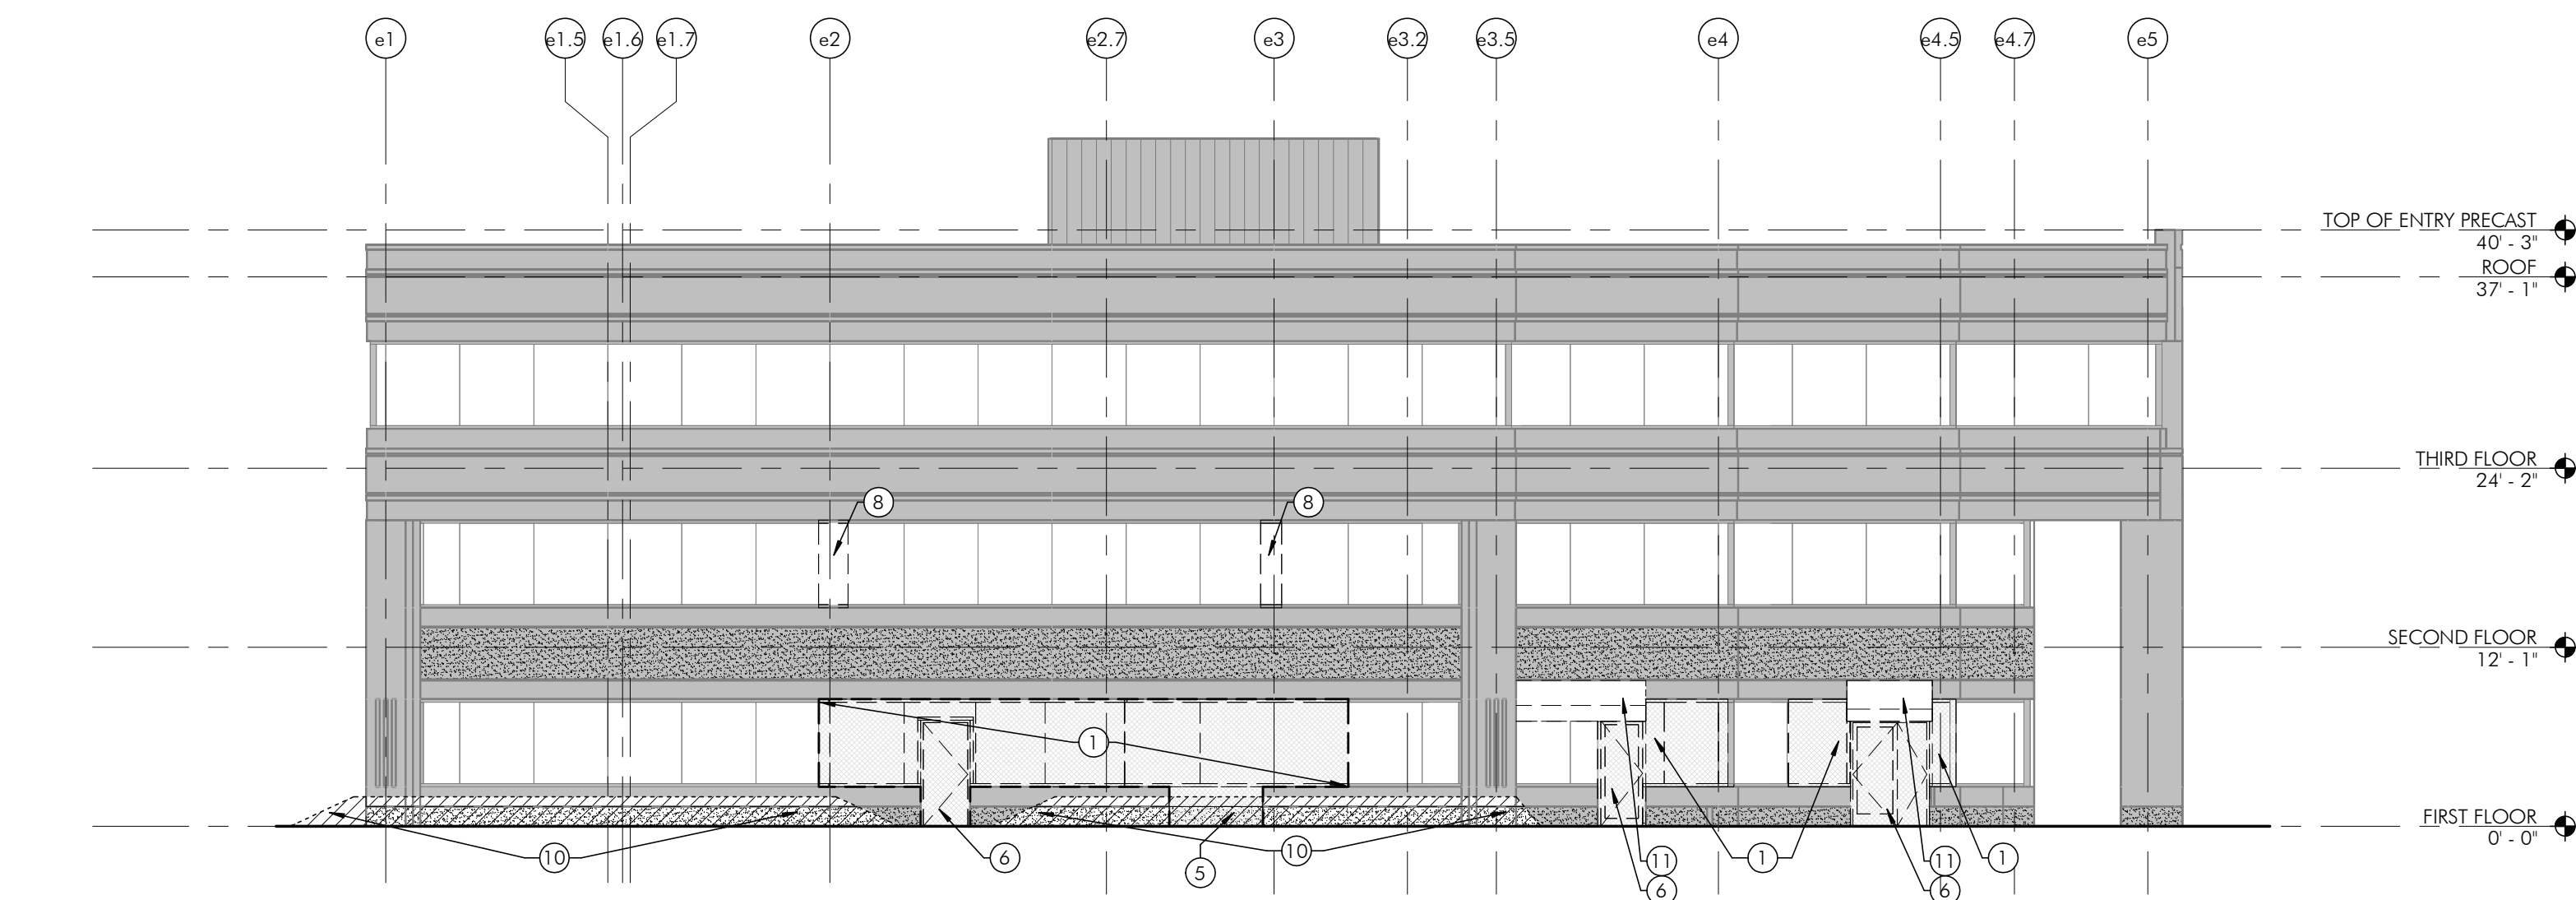 e1 e1.5 e1.6 e1.7 e2 e2.7 e3 e3.2 e3.5 e4 e4.5 e4.7 e5
TOP OF ENTRY PRECAST
40' - 3"
ROOF
37' - 1"
THIRD FLOOR
24' - 2"
8 8
SECOND FLOOR
12' - 1"
1
FIRST FLOOR
0' - 0"
10 6 5 10 11 1 11 1
6 6